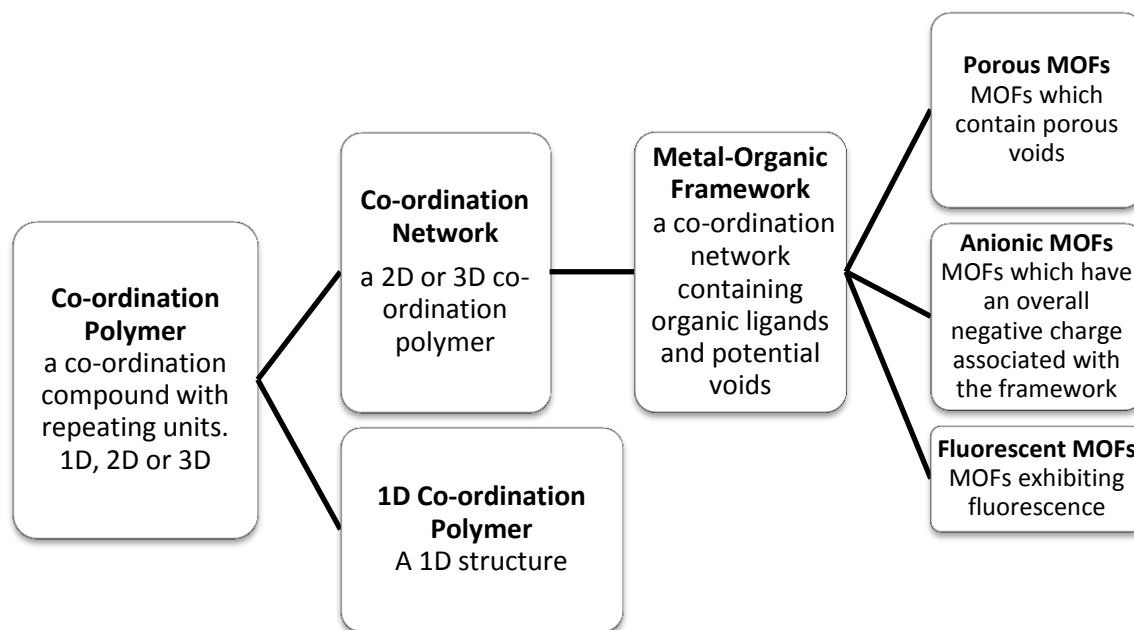 Co-ordination
Polymer
a co-ordination
compound with
repeating units.
1D, 2D or 3D
Co-ordination
Network
a 2D or 3D co-
ordination
polymer
1D Co-ordination
Polymer
A 1D structure
Metal-Organic
Framework
a co-ordination
network
containing
organic ligands
and potential
voids
Porous MOFs
MOFs which
contain porous
voids
Anionic MOFs
MOFs which have
an overall
negative charge
associated with
the framework
Fluorescent MOFs
MOFs exhibiting
fluorescence